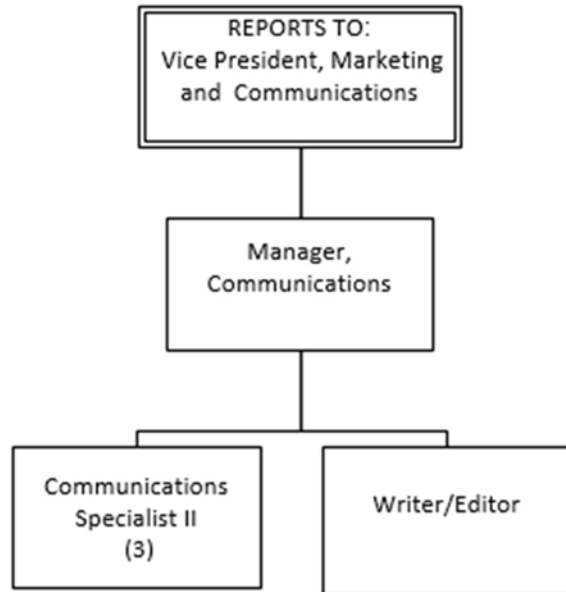 REPORTS TO:
Vice President, Marketing
and Communications
Manager,
Communications
Communications
Specialist II
(3)
Writer/Editor